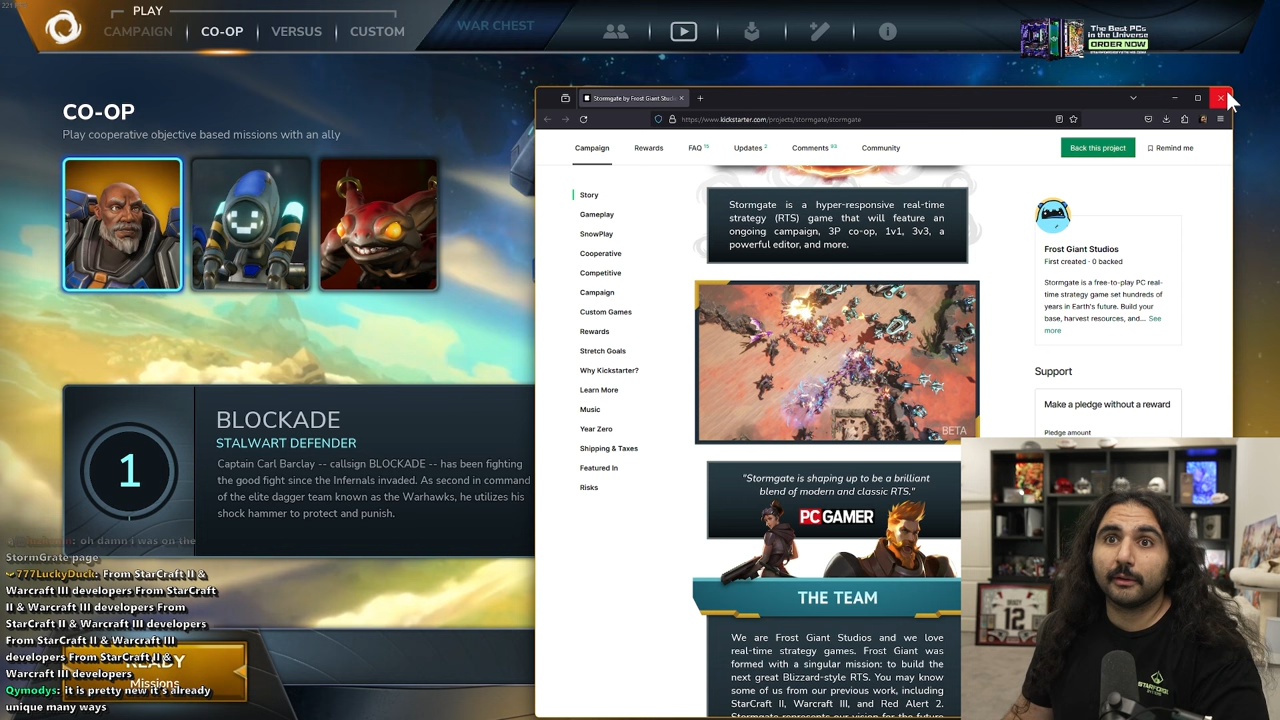 PLAY
CAMPAIGN
CO-OP
VERSUS
CUSTOM
WAR CHEST
The Best PCs
in the Universe
ORDER NOW
CO-OP
Play cooperative objective based missions with an ally
1
BLOCKADE
STALWART DEFENDER
Captain Carl Barclay -- callsign BLOCKADE -- has been fighting
the good fight since the Infernals invaded. As second in command
of the elite dagger team known as the Warhawks, he utilizes his
shock hammer to protect and punish.
oh damn i was on the
StormGrate page
777LuckyDuck: From StarCraft II &
Warcraft III developers From StarCraft
II & Warcraft III developers From
StarCraft II & Warcraft III developers
From StarCraft II & Warcraft III
developers From StarCraft II &
Warcraft III developers
Qymodys: it is pretty new it's already
unique many ways
READY
Missions
Stormgate by Frost Giant Studi
https://www.kickstarter.com/projects/stormgate/stormgate
Campaign
Rewards
FAQ 15
Updates 2
Comments 93
Community
Back this project
Remind me
Story
Gameplay
SnowPlay
Cooperative
Competitive
Campaign
Custom Games
Rewards
Stretch Goals
Why Kickstarter?
Learn More
Music
Year Zero
Shipping & Taxes
Featured In
Risks
Stormgate is a hyper-responsive real-time
strategy (RTS) game that will feature an
ongoing campaign, 3P co-op, 1v1, 3v3, a
powerful editor, and more.
BETA
"Stormgate is shaping up to be a brilliant
blend of modern and classic RTS."
PC GAMER
THE TEAM
We are Frost Giant Studios and we love
real-time strategy games. Frost Giant was
formed with a singular mission: to build the
next great Blizzard-style RTS. You may know
some of us from our previous work, including
StarCraft II, Warcraft III, and Red Alert 2.
Stormgate represents our vision for the future
Frost Giant Studios
First created · 0 backed
Stormgate is a free-to-play PC real-
time strategy game set hundreds of
years in Earth's future. Build your
base, harvest resources, and... See
more
Support
Make a pledge without a reward
Pledge amount
12
STARFORGE